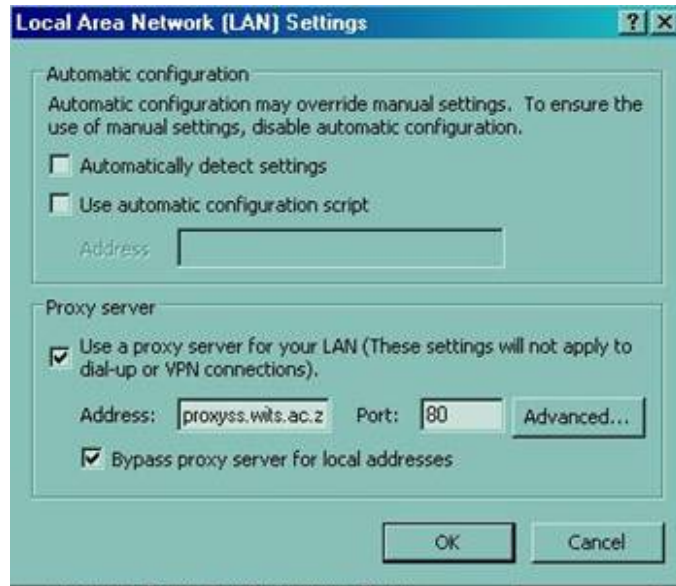 Local Area Network (LAN) Settings
Automatic configuration
Automatic configuration may override manual settings. To ensure the
use of manual settings, disable automatic configuration.
Automatically detect settings
Use automatic configuration script
Address
Proxy server
Use a proxy server for your LAN (These settings will not apply to
dial-up or VPN connections).
Address: proxyss.wits.ac.z Port: 80 Advanced...
Bypass proxy server for local addresses
OK Cancel